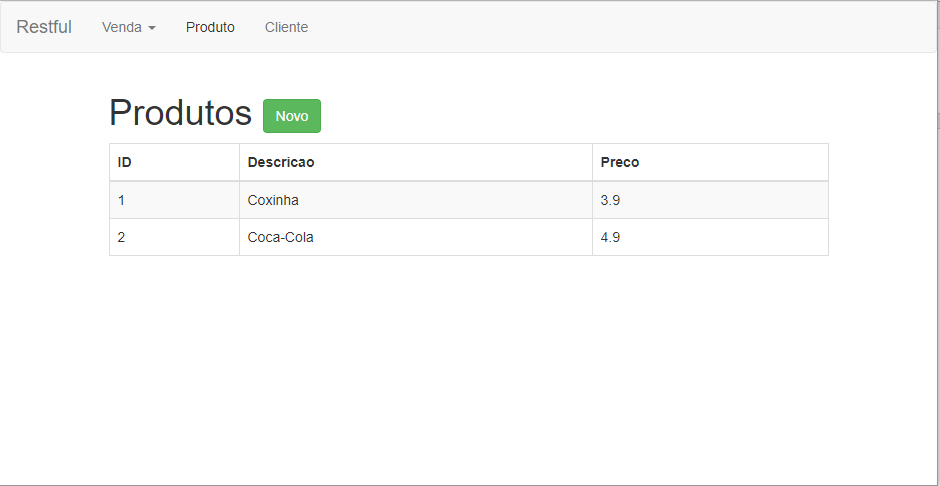 Restful Venda Produto Cliente
Produtos Novo
ID Descricao Preco
1 Coxinha 3.9
2 Coca-Cola 4.9